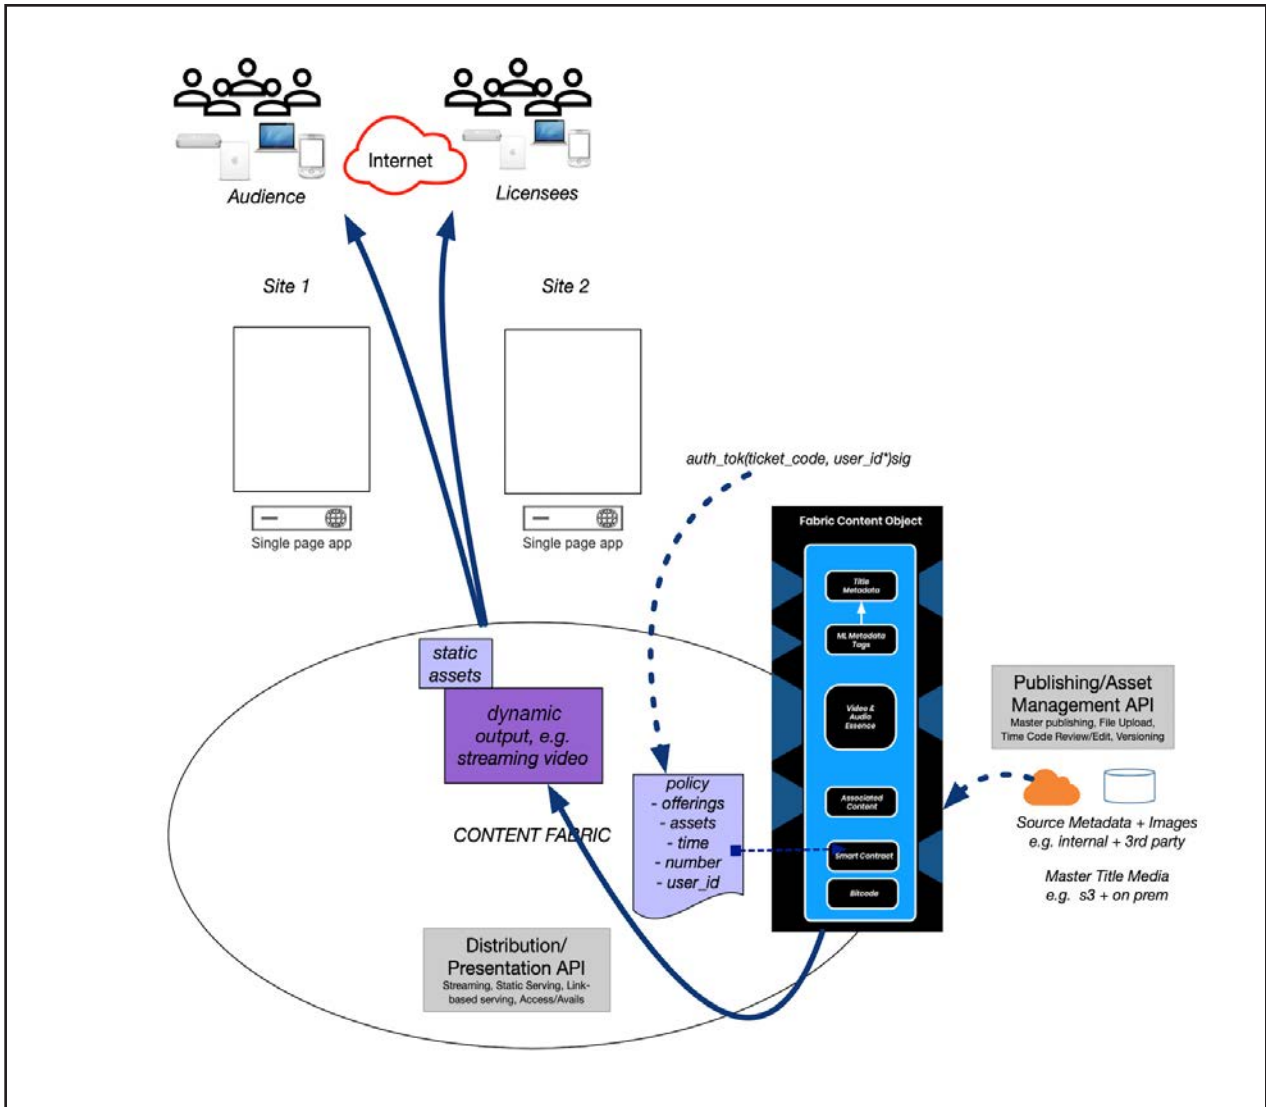 Internet
Audience
Licensees
Site 1
Site 2
Single page app
Single page app
auth_tok(ticket_code, user_id*)sig
Fabric Content Object
Title
Metadata
ML Metadata
Tags
Video &
Audio
Essence
Associated
Content
Smart Contract
Bitcode
static
assets
dynamic
output, e.g.
streaming video
CONTENT FABRIC
policy
- offerings
- assets
- time
- number
- user_id
Publishing/Asset
Management API
Master publishing, File Upload,
Time Code Review/Edit, Versioning
Source Metadata + Images
e.g. internal + 3rd party
Master Title Media
e.g. s3 + on prem
Distribution/
Presentation API
Streaming, Static Serving, Link-
based serving, Access/Avails